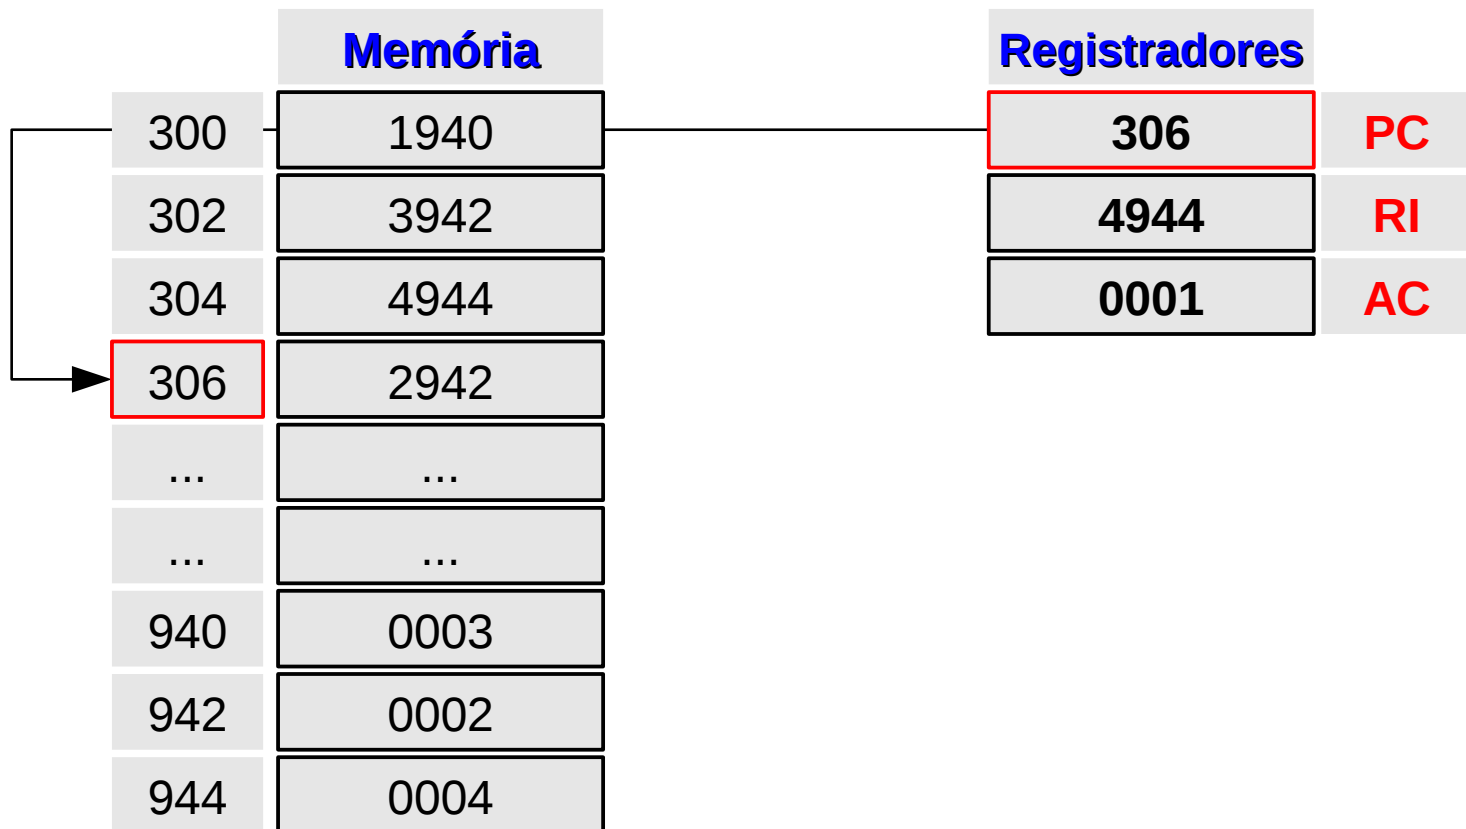 Memória Registradores
300 1940 306 PC
302 3942 4944 RI
304 4944 0001 AC
306 2942
... ...
... ...
940 0003
942 0002
944 0004